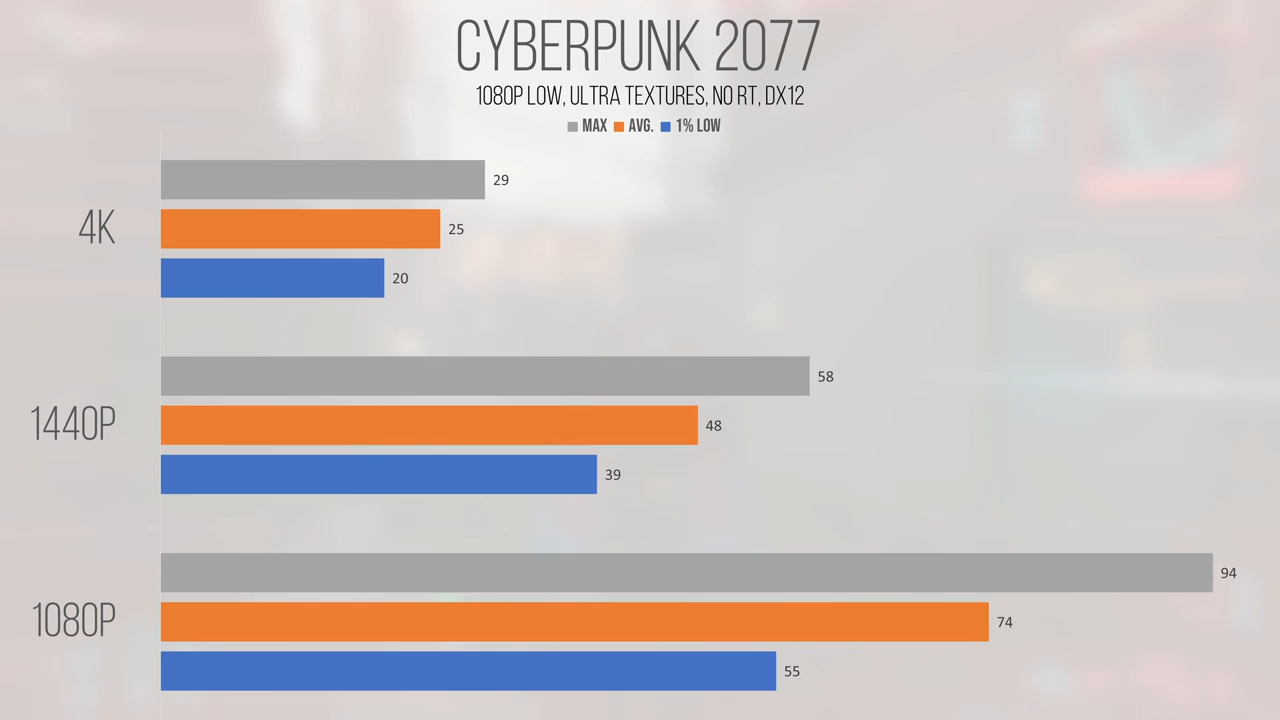 CYBERPUNK 2077
1080P LOW, ULTRA TEXTURES, NO RT, DX12
MAX AVG. 1% LOW
4K
29
25
20
1440P
58
48
39
1080P
94
74
55